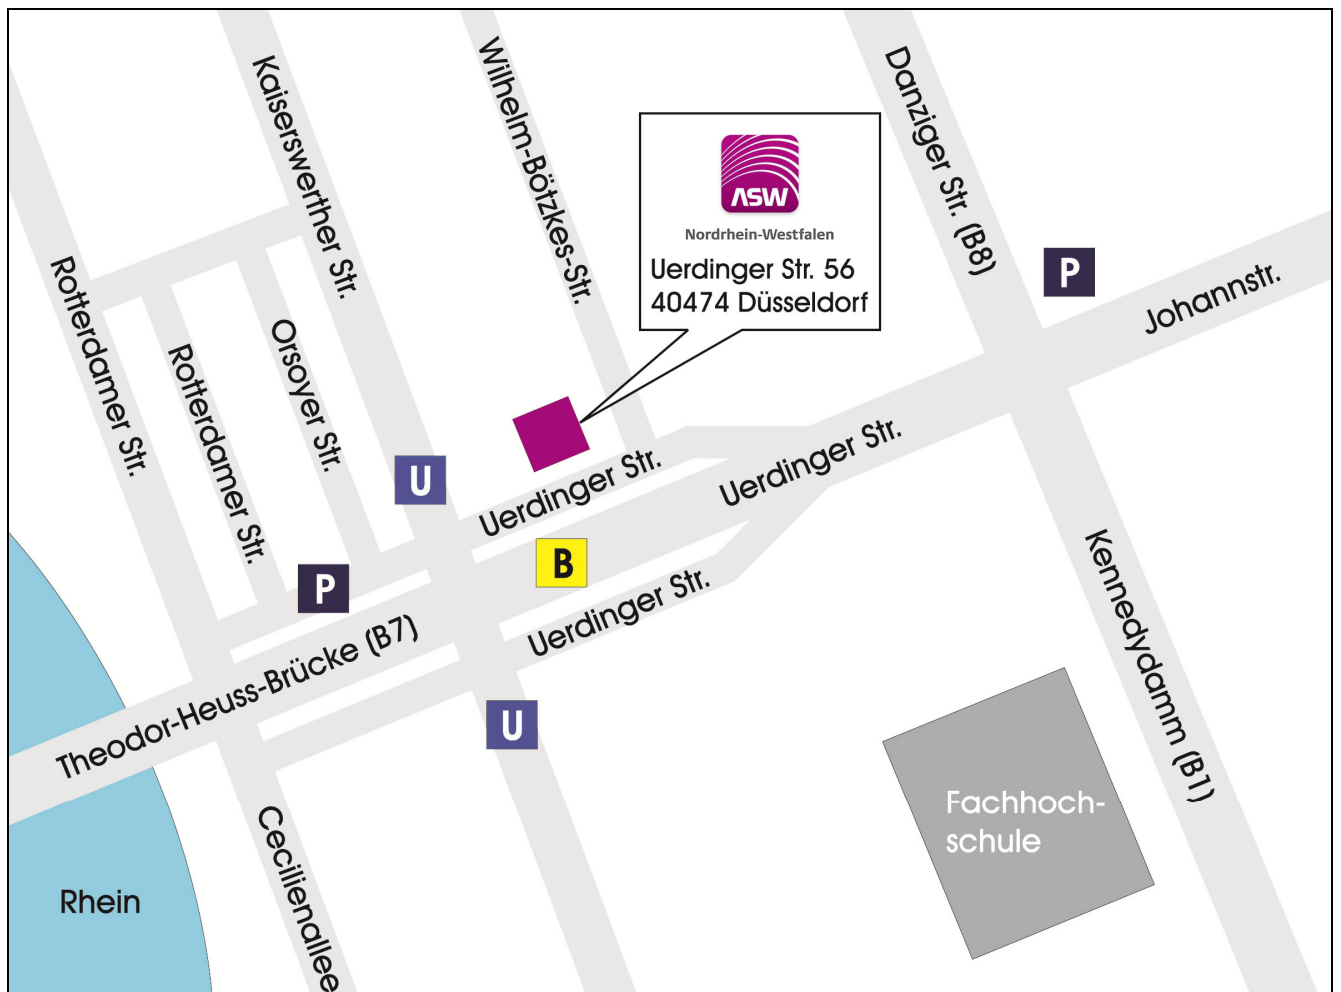 Kaiserswerther Str.
Wilhelm-Bötzkes-Str.
Danziger Str. (B8)
ASW
Nordrhein-Westfalen
Uerdinger Str. 56
40474 Düsseldorf
P
Johannstr.
Rotterdamer Str.
Rotterdamer Str.
Orsoyer Str.
U
Uerdinger Str.
Uerdinger Str.
B
P
Uerdinger Str.
Theodor-Heuss-Brücke (B7)
U
Kennedydamm (B1)
Fachhoch-
schule
Cecilienallee
Rhein